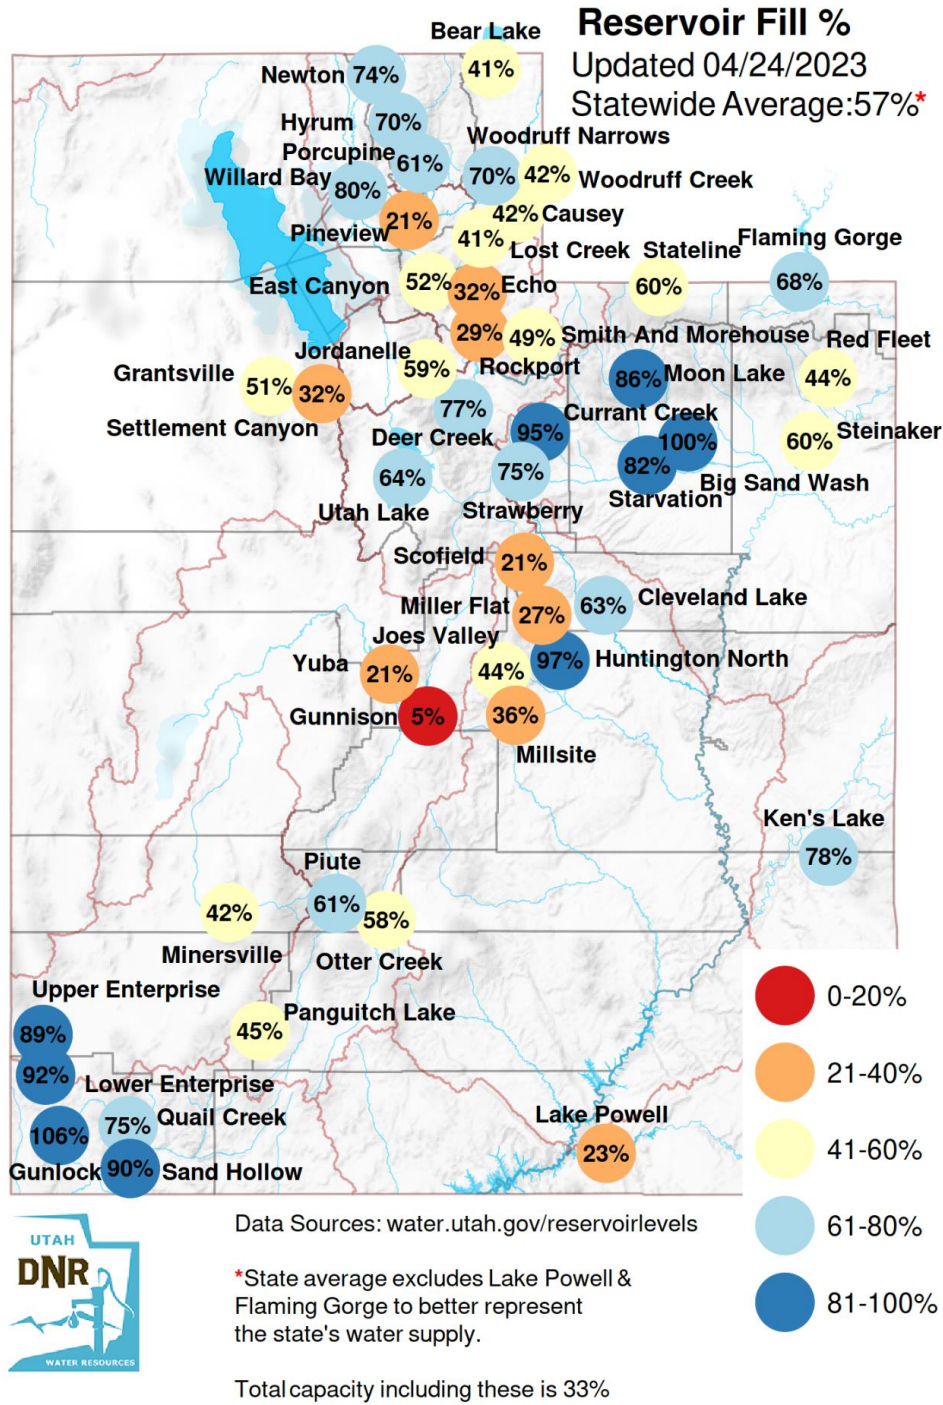 Reservoir Fill %
Updated 04/24/2023
Statewide Average:57%*
Bear Lake
41%
Newton 74%
Hyrum 70%
Porcupine 61%
Woodruff Narrows
70%
42% Woodruff Creek
Willard Bay 80%
Pineview 21%
42% Causey
41% Lost Creek
Stateline
60%
Flaming Gorge
68%
East Canyon 52%
32% Echo
29%
Rockport
49% Smith And Morehouse
Red Fleet
44%
Jordanelle
59%
Grantsville 51%
32%
Settlement Canyon
86% Moon Lake
77%
Deer Creek
Currant Creek
95%
100%
Big Sand Wash
82%
Starvation
60% Steinaker
64%
Utah Lake
75%
Strawberry
Scofield 21%
Miller Flat 27%
63% Cleveland Lake
Joes Valley
44%
97% Huntington North
Yuba 21%
Gunnison 5%
36%
Millsite
Ken's Lake
78%
Piute
61%
58%
Otter Creek
42%
Minersville
Upper Enterprise
89%
Panguitch Lake
45%
92%
Lower Enterprise
75% Quail Creek
106%
Gunlock
90% Sand Hollow
Lake Powell
23%
0-20%
21-40%
41-60%
61-80%
81-100%
UTAH
DNR
WATER RESOURCES
Data Sources: water.utah.gov/reservoirlevels
*State average excludes Lake Powell &
Flaming Gorge to better represent
the state's water supply.
Total capacity including these is 33%